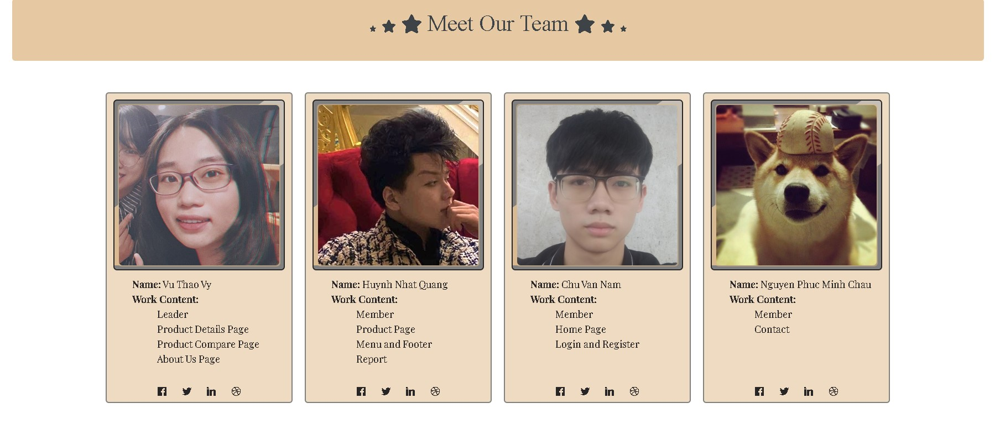 Meet Our Team
Name: Vu Thao Vy
Work Content:
Leader
Product Details Page
Product Compare Page
About Us Page
Name: Huynh Nhat Quang
Work Content:
Member
Product Page
Menu and Footer
Report
Name: Chu Van Nam
Work Content:
Member
Home Page
Login and Register
Name: Nguyen Phuc Minh Chau
Work Content:
Member
Contact